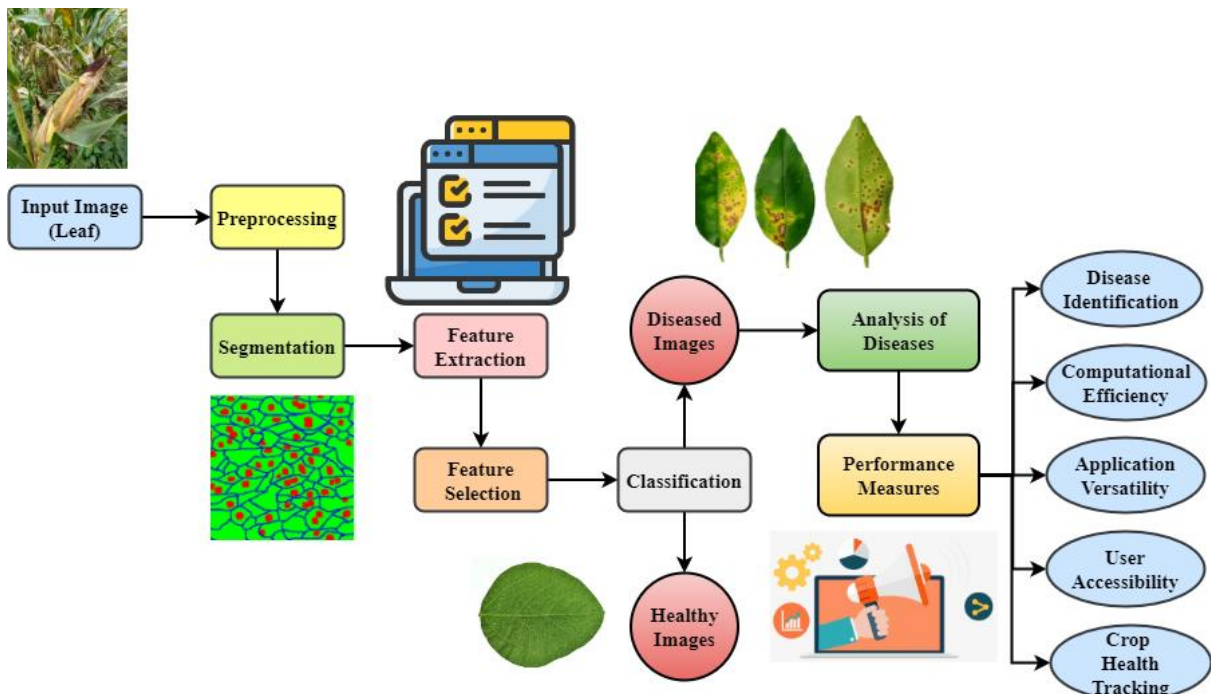 Input Image
(Leaf)
Preprocessing
Segmentation
Feature
Extraction
Feature
Selection
Classification
Diseased
Images
Healthy
Images
Analysis of
Diseases
Performance
Measures
Disease
Identification
Computational
Efficiency
Application
Versatility
User
Accessibility
Crop
Health
Tracking